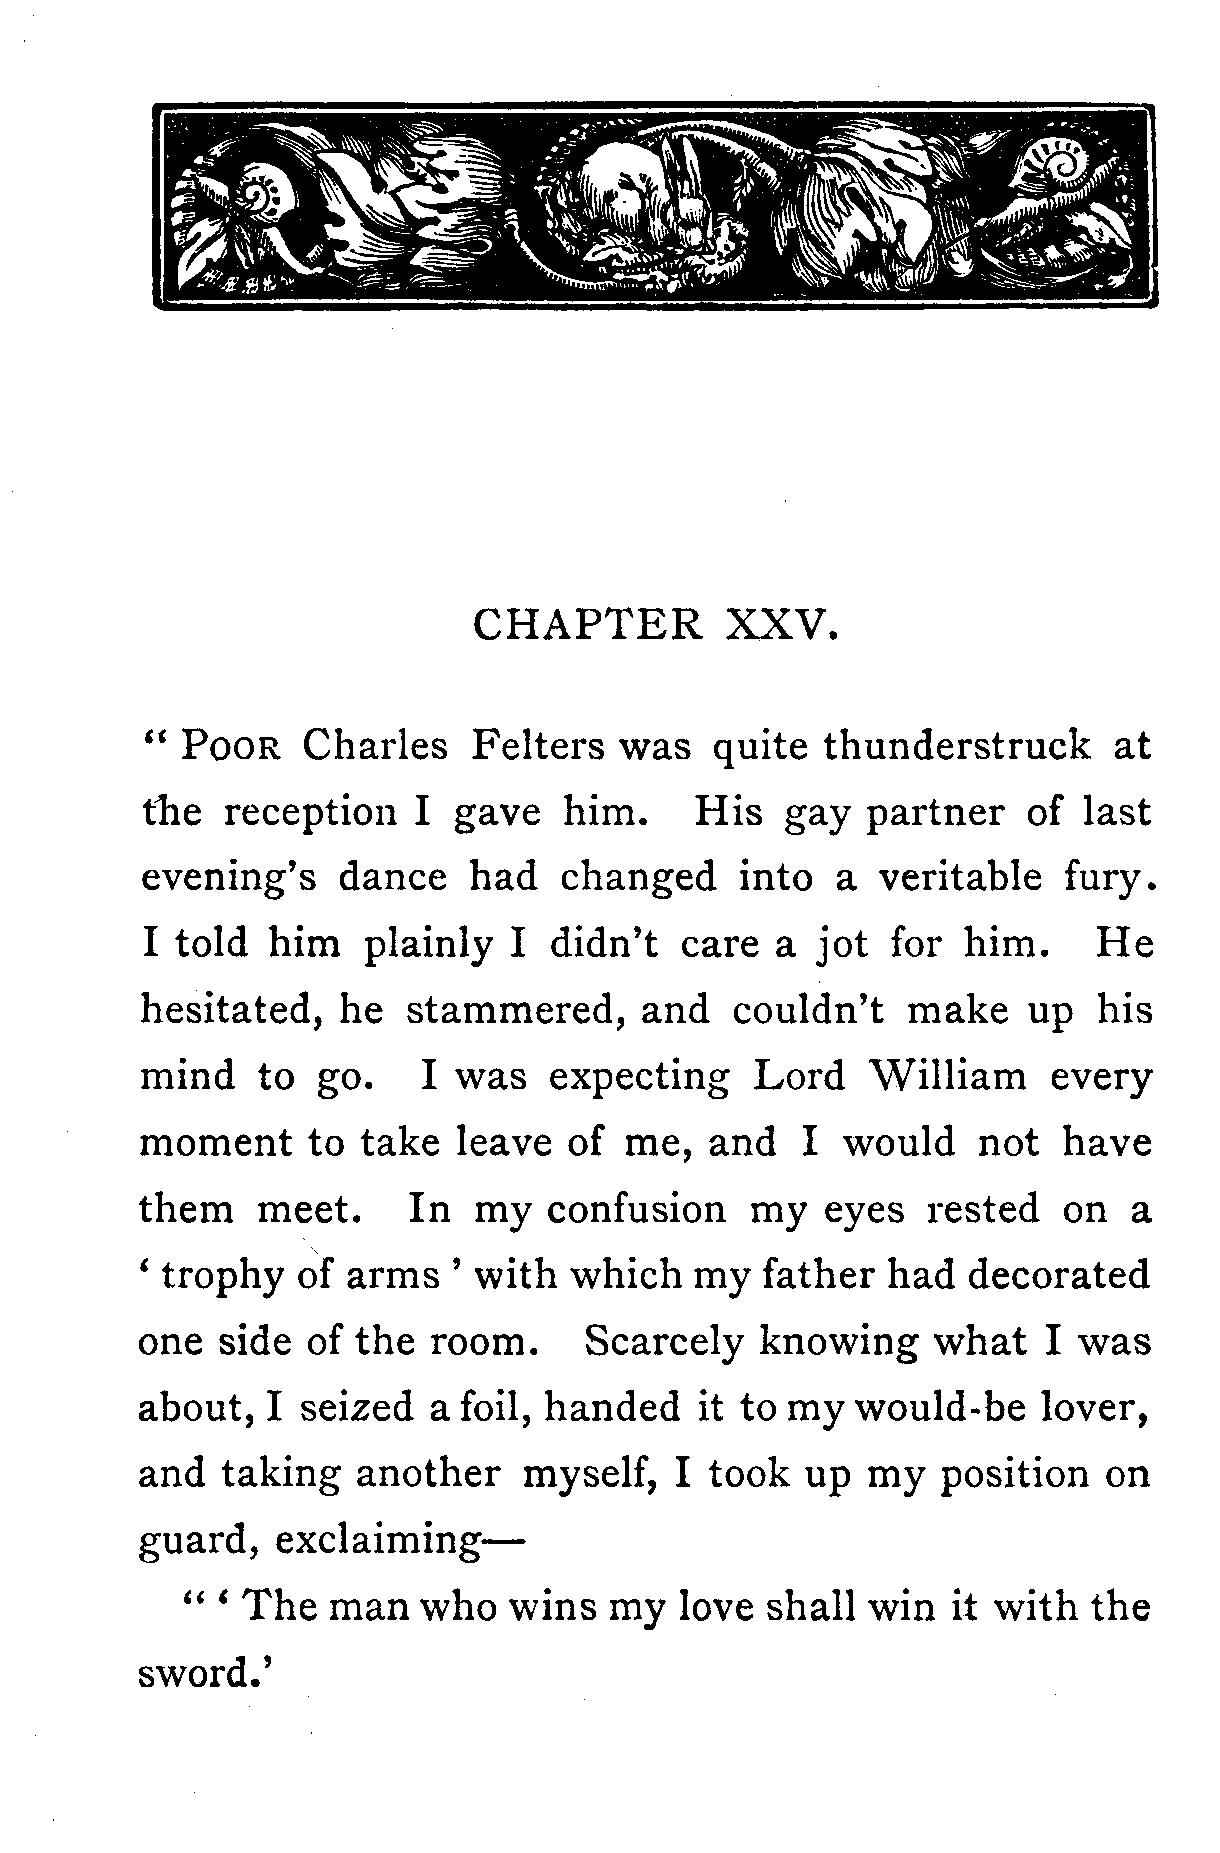 CHAPTER XXV.
“ POOR Charles Felters was quite thunderstruck at
the reception I gave him. His gay partner of last
evening's dance had changed into a veritable fury.
I told him plainly I didn't care a jot for him. He
hesitated, he stammered, and couldn't make up his
mind to go. I was expecting Lord William every
moment to take leave of me, and I would not have
them meet. In my confusion my eyes rested on a
‘ trophy of arms ’ with which my father had decorated
one side of the room. Scarcely knowing what I was
about, I seized a foil, handed it to my would-be lover,
and taking another myself, I took up my position on
guard, exclaiming—
“ ‘ The man who wins my love shall win it with the
sword.’